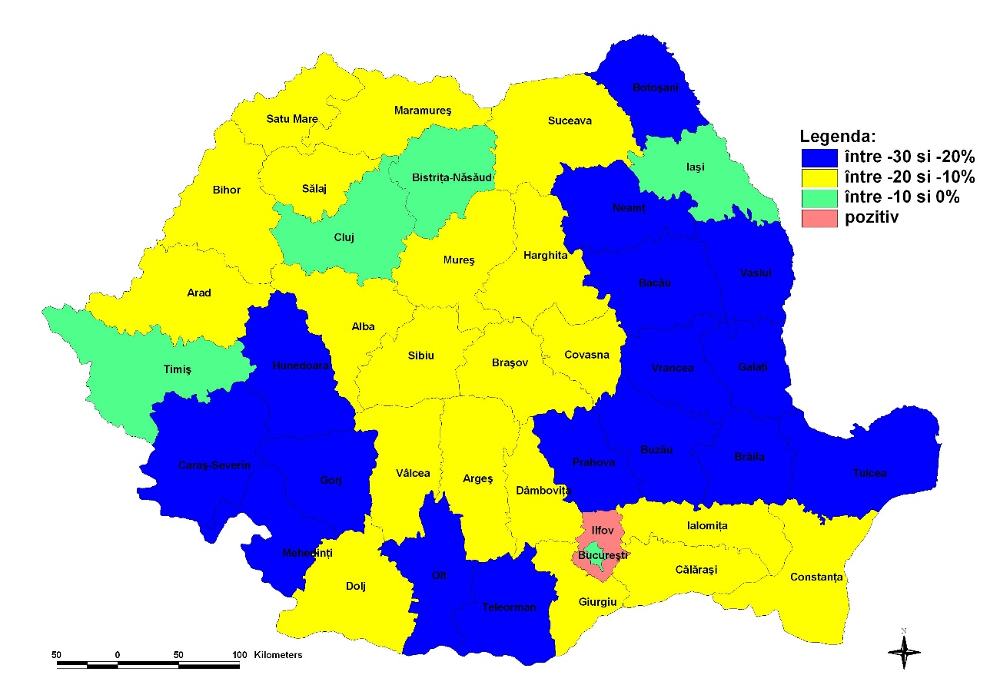 Botoşani
Maramureş
Satu Mare
Suceava
Legenda:
între -30 si -20%
între -20 si -10%
între -10 si 0%
pozitiv
Iaşi
Bistriţa-Năsăud
Bihor
Sălaj
Neamţ
Cluj
Mureş
Harghita
Vaslui
Bacău
Arad
Alba
Sibiu
Braşov
Covasna
Hunedoara
Timiş
Vrancea
Galaţi
Caraş-Severin
Gorj
Vâlcea
Argeş
Dâmboviţa
Prahova
Buzău
Brăila
Tulcea
Ilfov
Ialomiţa
Mehedinţi
Bucureşti
Olt
Dolj
Călăraşi
Constanţa
Giurgiu
Teleorman
N
50 0 50 100 Kilometers